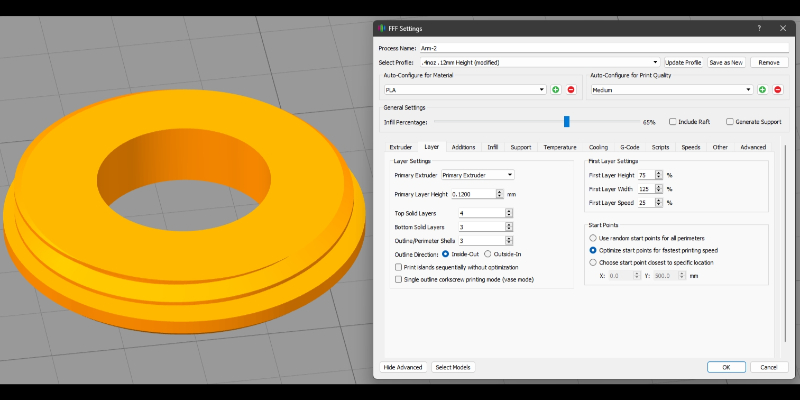 FFF Settings
Process Name: Arm-2
Select Profile: .4noz .12mm Height (modified) Update Profile Save as New Remove
Auto-Configure for Material Auto-Configure for Print Quality
PLA Medium
General Settings
Infill Percentage: 65% Include Raft Generate Support
Extruder Layer Additions Infill Support Temperature Cooling G-Code Scripts Speeds Other Advanced
Layer Settings
Primary Extruder Primary Extruder
Primary Layer Height 0.1200 mm
Top Solid Layers 4
Bottom Solid Layers 3
Outline/Perimeter Shells 3
Outline Direction: Inside-Out Outside-In
Print islands sequentially without optimization
Single outline corkscrew printing mode (vase mode)
First Layer Settings
First Layer Height 75 %
First Layer Width 125 %
First Layer Speed 25 %
Start Points
Use random start points for all perimeters
Optimize start points for fastest printing speed
Choose start point closest to specific location
X: 0.0 Y: 500.0 mm
Hide Advanced Select Models OK Cancel